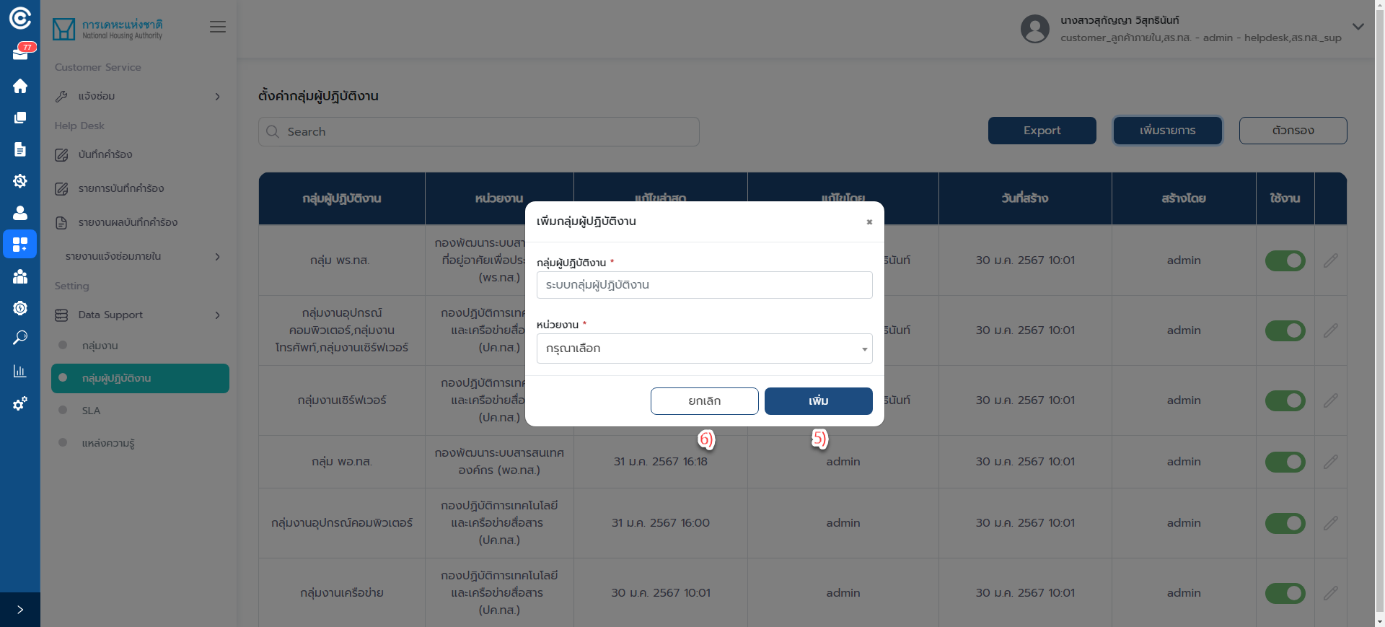 77
การเคหะแห่งชาติ
National Housing Authority
นางสาวสุกัญญา วิสุทธินันท์
customer_ลูกค้าภายใน,สร.ทส. - admin - helpdesk,สร.ทส._sup
Customer Service
แจ้งซ่อม
Help Desk
บันทึกคำร้อง
รายการบันทึกคำร้อง
รายงานผลบันทึกคำร้อง
รายงานแจ้งซ่อมภายใน
Setting
Data Support
กลุ่มงาน
กลุ่มผู้ปฏิบัติงาน
SLA
แหล่งความรู้
ตั้งค่ากลุ่มผู้ปฏิบัติงาน
Search
Export
เพิ่มรายการ
ตัวกรอง
กลุ่มผู้ปฏิบัติงาน หน่วยงาน แก้ไขล่าสุด แก้ไขโดย วันที่สร้าง สร้างโดย ใช้งาน
กลุ่ม พร.ทส.
กองพัฒนาระบบสาร
ที่อยู่อาศัยเพื่อประ
(พร.ทส.)
ธินันท์
30 ม.ค. 2567 10:01 admin
กลุ่มงานอุปกรณ์
คอมพิวเตอร์,กลุ่มงาน
โทรศัพท์,กลุ่มงานเซิร์ฟเวอร์
กองปฏิบัติการเทค
และเครือข่ายสื่อ
(ปค.ทส.)
ธินันท์
30 ม.ค. 2567 10:01 admin
กลุ่มงานเซิร์ฟเวอร์
กองปฏิบัติการเทค
และเครือข่ายสื่อ
(ปค.ทส.)
ธินันท์
30 ม.ค. 2567 10:01 admin
กลุ่ม พอ.ทส.
กองพัฒนาระบบสารสนเทศ
องค์กร (พอ.ทส.)
31 ม.ค. 2567 16:18 admin 30 ม.ค. 2567 10:01 admin
กลุ่มงานอุปกรณ์คอมพิวเตอร์
กองปฏิบัติการเทคโนโลยี
และเครือข่ายสื่อสาร
(ปค.ทส.)
31 ม.ค. 2567 16:00 admin 30 ม.ค. 2567 10:01 admin
กลุ่มงานเครือข่าย
กองปฏิบัติการเทคโนโลยี
และเครือข่ายสื่อสาร
(ปค.ทส.)
30 ม.ค. 2567 10:01 admin 30 ม.ค. 2567 10:01 admin
เพิ่มกลุ่มผู้ปฏิบัติงาน ×
กลุ่มผู้ปฏิบัติงาน *
ระบบกลุ่มผู้ปฏิบัติงาน
หน่วยงาน *
กรุณาเลือก
ยกเลิก เพิ่ม
6) 5)